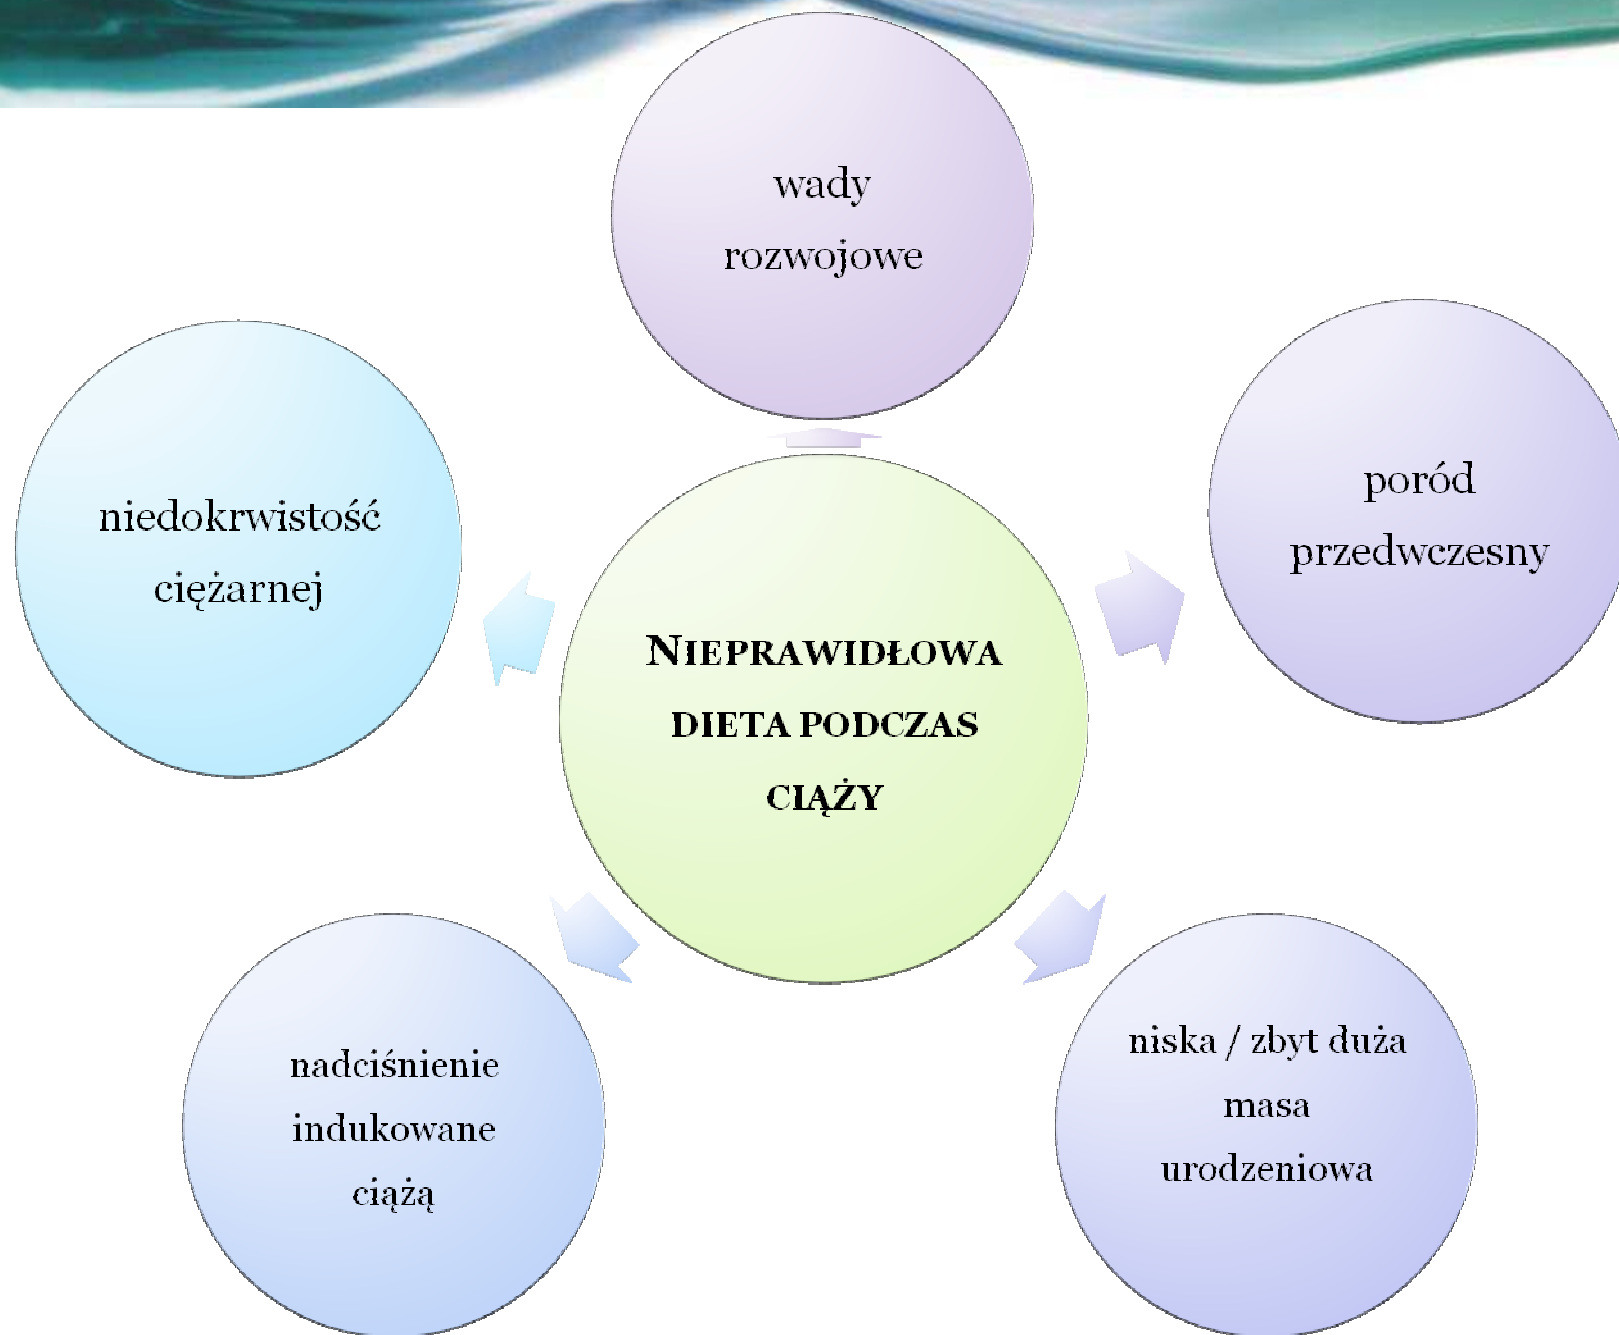 wady
rozwojowe
poród
przedwczesny
niedokrwistość
ciężarnej
NIEPRAWIDŁOWA
DIETA PODCZAS
CIĄŻY
niska / zbyt duża
masa
urodzeniowa
nadciśnienie
indukowane
ciążą